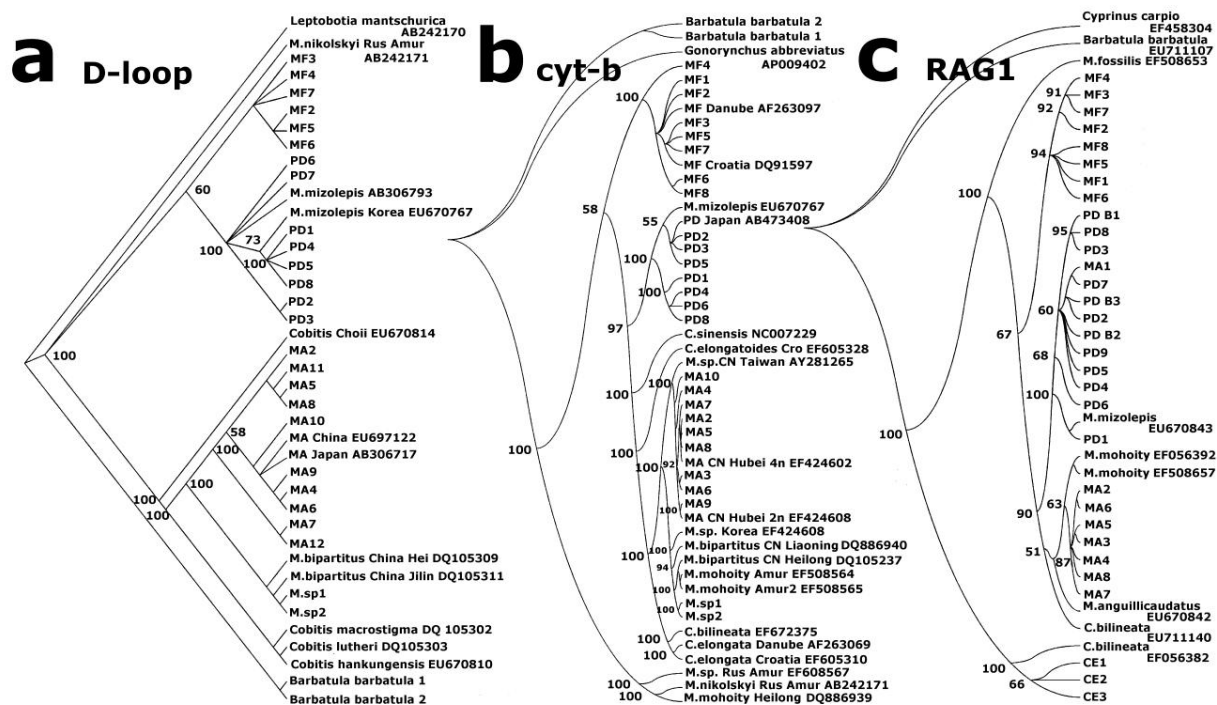 a
D-loop
Leptobotia mantschurica
AB242170
M.nikolskyi Rus Amur
AB242171
MF3
MF4
MF7
MF2
MF5
MF6
PD6
PD7
M.mizolepis AB306793
M.mizolepis Korea EU670767
PD1
PD4
PD5
PD8
PD2
PD3
Cobitis Choii EU670814
MA2
MA11
MA5
MA8
MA10
MA China EU697122
MA Japan AB306717
MA9
MA4
MA6
MA7
MA12
M.bipartitus China Hei DQ105309
M.bipartitus China Jilin DQ105311
M.sp1
M.sp2
Cobitis macrostigma DQ 105302
Cobitis lutheri DQ105303
Cobitis hankungensis EU670810
Barbatula barbatula 1
Barbatula barbatula 2
60
73
100
100
100
58
100
100
100
100
b
cyt-b
Barbatula barbatula 2
Barbatula barbatula 1
Gonorynchus abbreviatus
AP009402
MF4
MF1
MF2
MF Danube AF263097
MF3
MF5
MF7
MF Croatia DQ91597
MF6
MF8
M.mizolepis EU670767
PD Japan AB473408
PD2
PD3
PD5
PD1
PD4
PD6
PD8
C.sinensis NC007229
C.elongatoides Cro EF605328
M.sp.CN Taiwan AY281265
MA10
MA4
MA7
MA2
MA5
MA8
MA CN Hubei 4n EF424602
MA3
MA6
MA9
MA CN Hubei 2n EF424608
M.sp. Korea EF424608
M.bipartitus CN Liaoning DQ886940
M.bipartitus CN Heilong DQ105237
M.mohoity Amur EF508564
M.mohoity Amur2 EF508565
M.sp1
M.sp2
C.bilineata EF672375
C.elongata Danube AF263069
C.elongata Croatia EF605310
M.sp. Rus Amur EF608567
M.nikolskyi Rus Amur AB242171
M.mohoity Heilong DQ886939
100
58
55
100
100
97
100
100
100
100
92
100
100
100
94
100
100
100
100
100
100
100
c
RAG1
Cyprinus carpio
EF458304
Barbatula barbatula
EU711107
M.fossilis EF508653
MF4
MF3
MF7
MF2
MF8
MF5
MF1
MF6
PD B1
PD8
PD3
MA1
PD7
PD B3
PD2
PD B2
PD9
PD5
PD4
PD6
M.mizolepis
EU670843
PD1
M.mohoity EF056392
M.mohoity EF508657
MA2
MA6
MA5
MA3
MA4
MA8
MA7
M.anguillicaudatus
EU670842
C.bilineata
EU711140
C.bilineata
EF056382
CE1
CE2
CE3
91
92
94
100
95
60
67
68
100
100
63
90
51
87
100
66